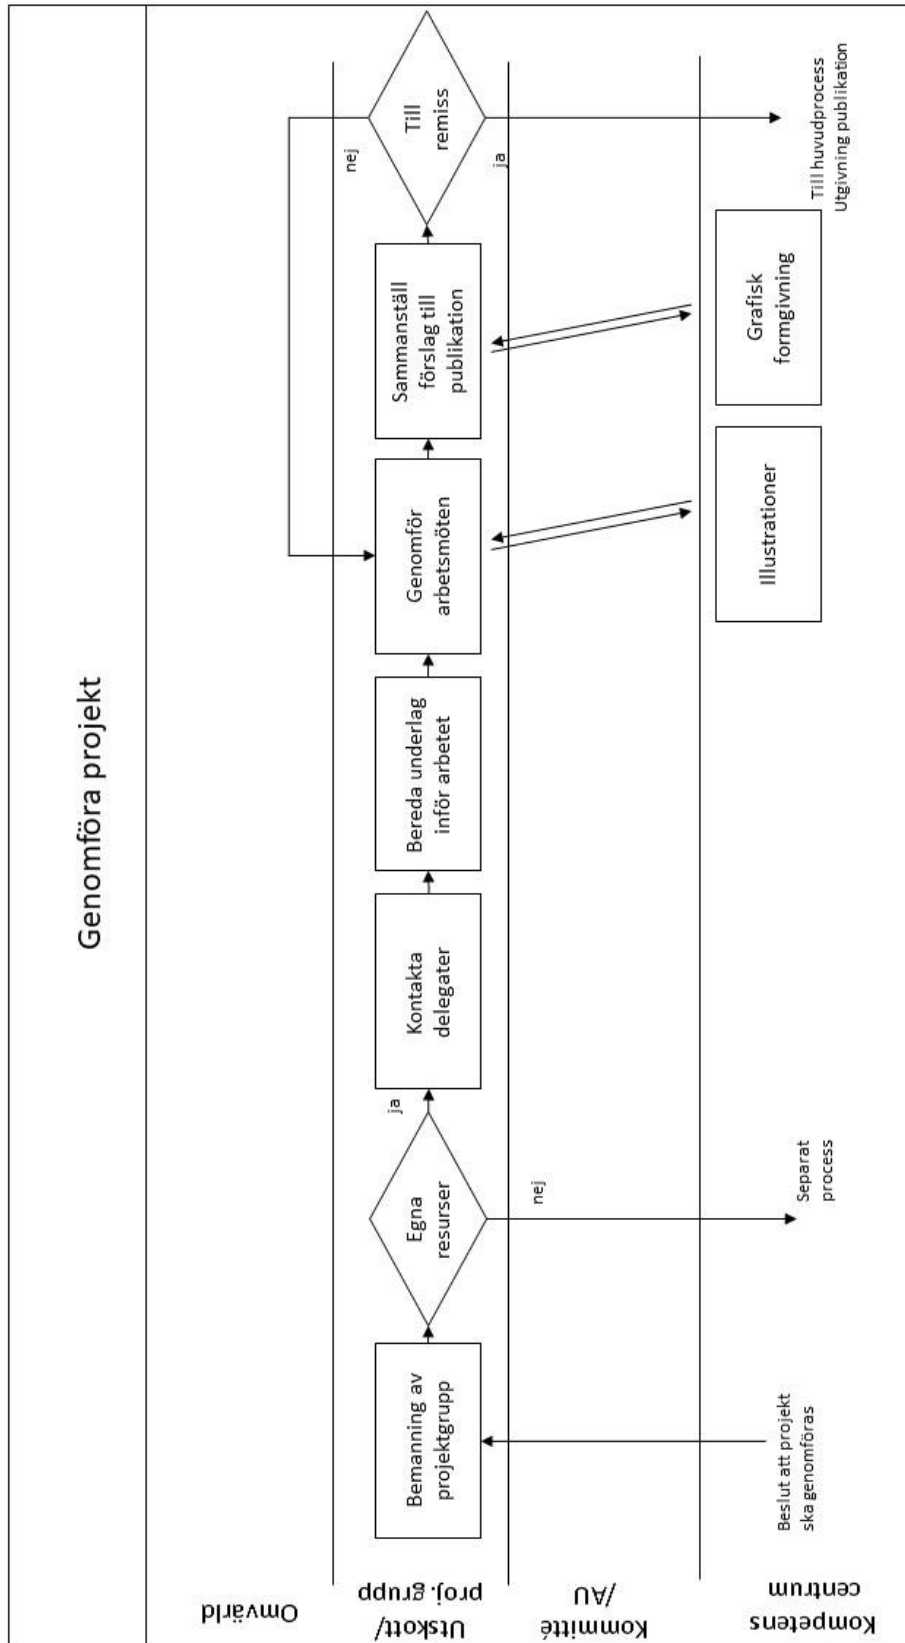 Genomföra projekt
Omvärld
Utskott/
proj.grupp
Kommitté
/AU
Kompetens
centrum
Beslut att projekt
ska genomföras
Bemanning av
projektgrupp
Egna
resurser
ja
nej
Separat
process
Kontakta
delegater
Bereda underlag
inför arbetet
Genomför
arbetsmöten
Illustrationer
Sammanställ
förslag till
publikation
Grafisk
formgivning
Till
remiss
nej
ja
Till huvudprocess
Utgivning publikation